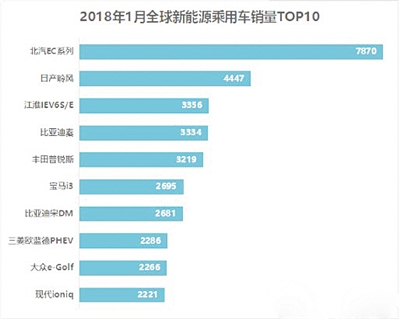 2018年1月全球新能源乘用车销量TOP10
北汽EC系列 7870
日产聆风 4447
江淮IEV6S/E 3356
比亚迪秦 3334
丰田普锐斯 3219
宝马i3 2695
比亚迪宋DM 2681
三菱欧蓝德PHEV 2286
大众e-Golf 2266
现代ioniq 2221